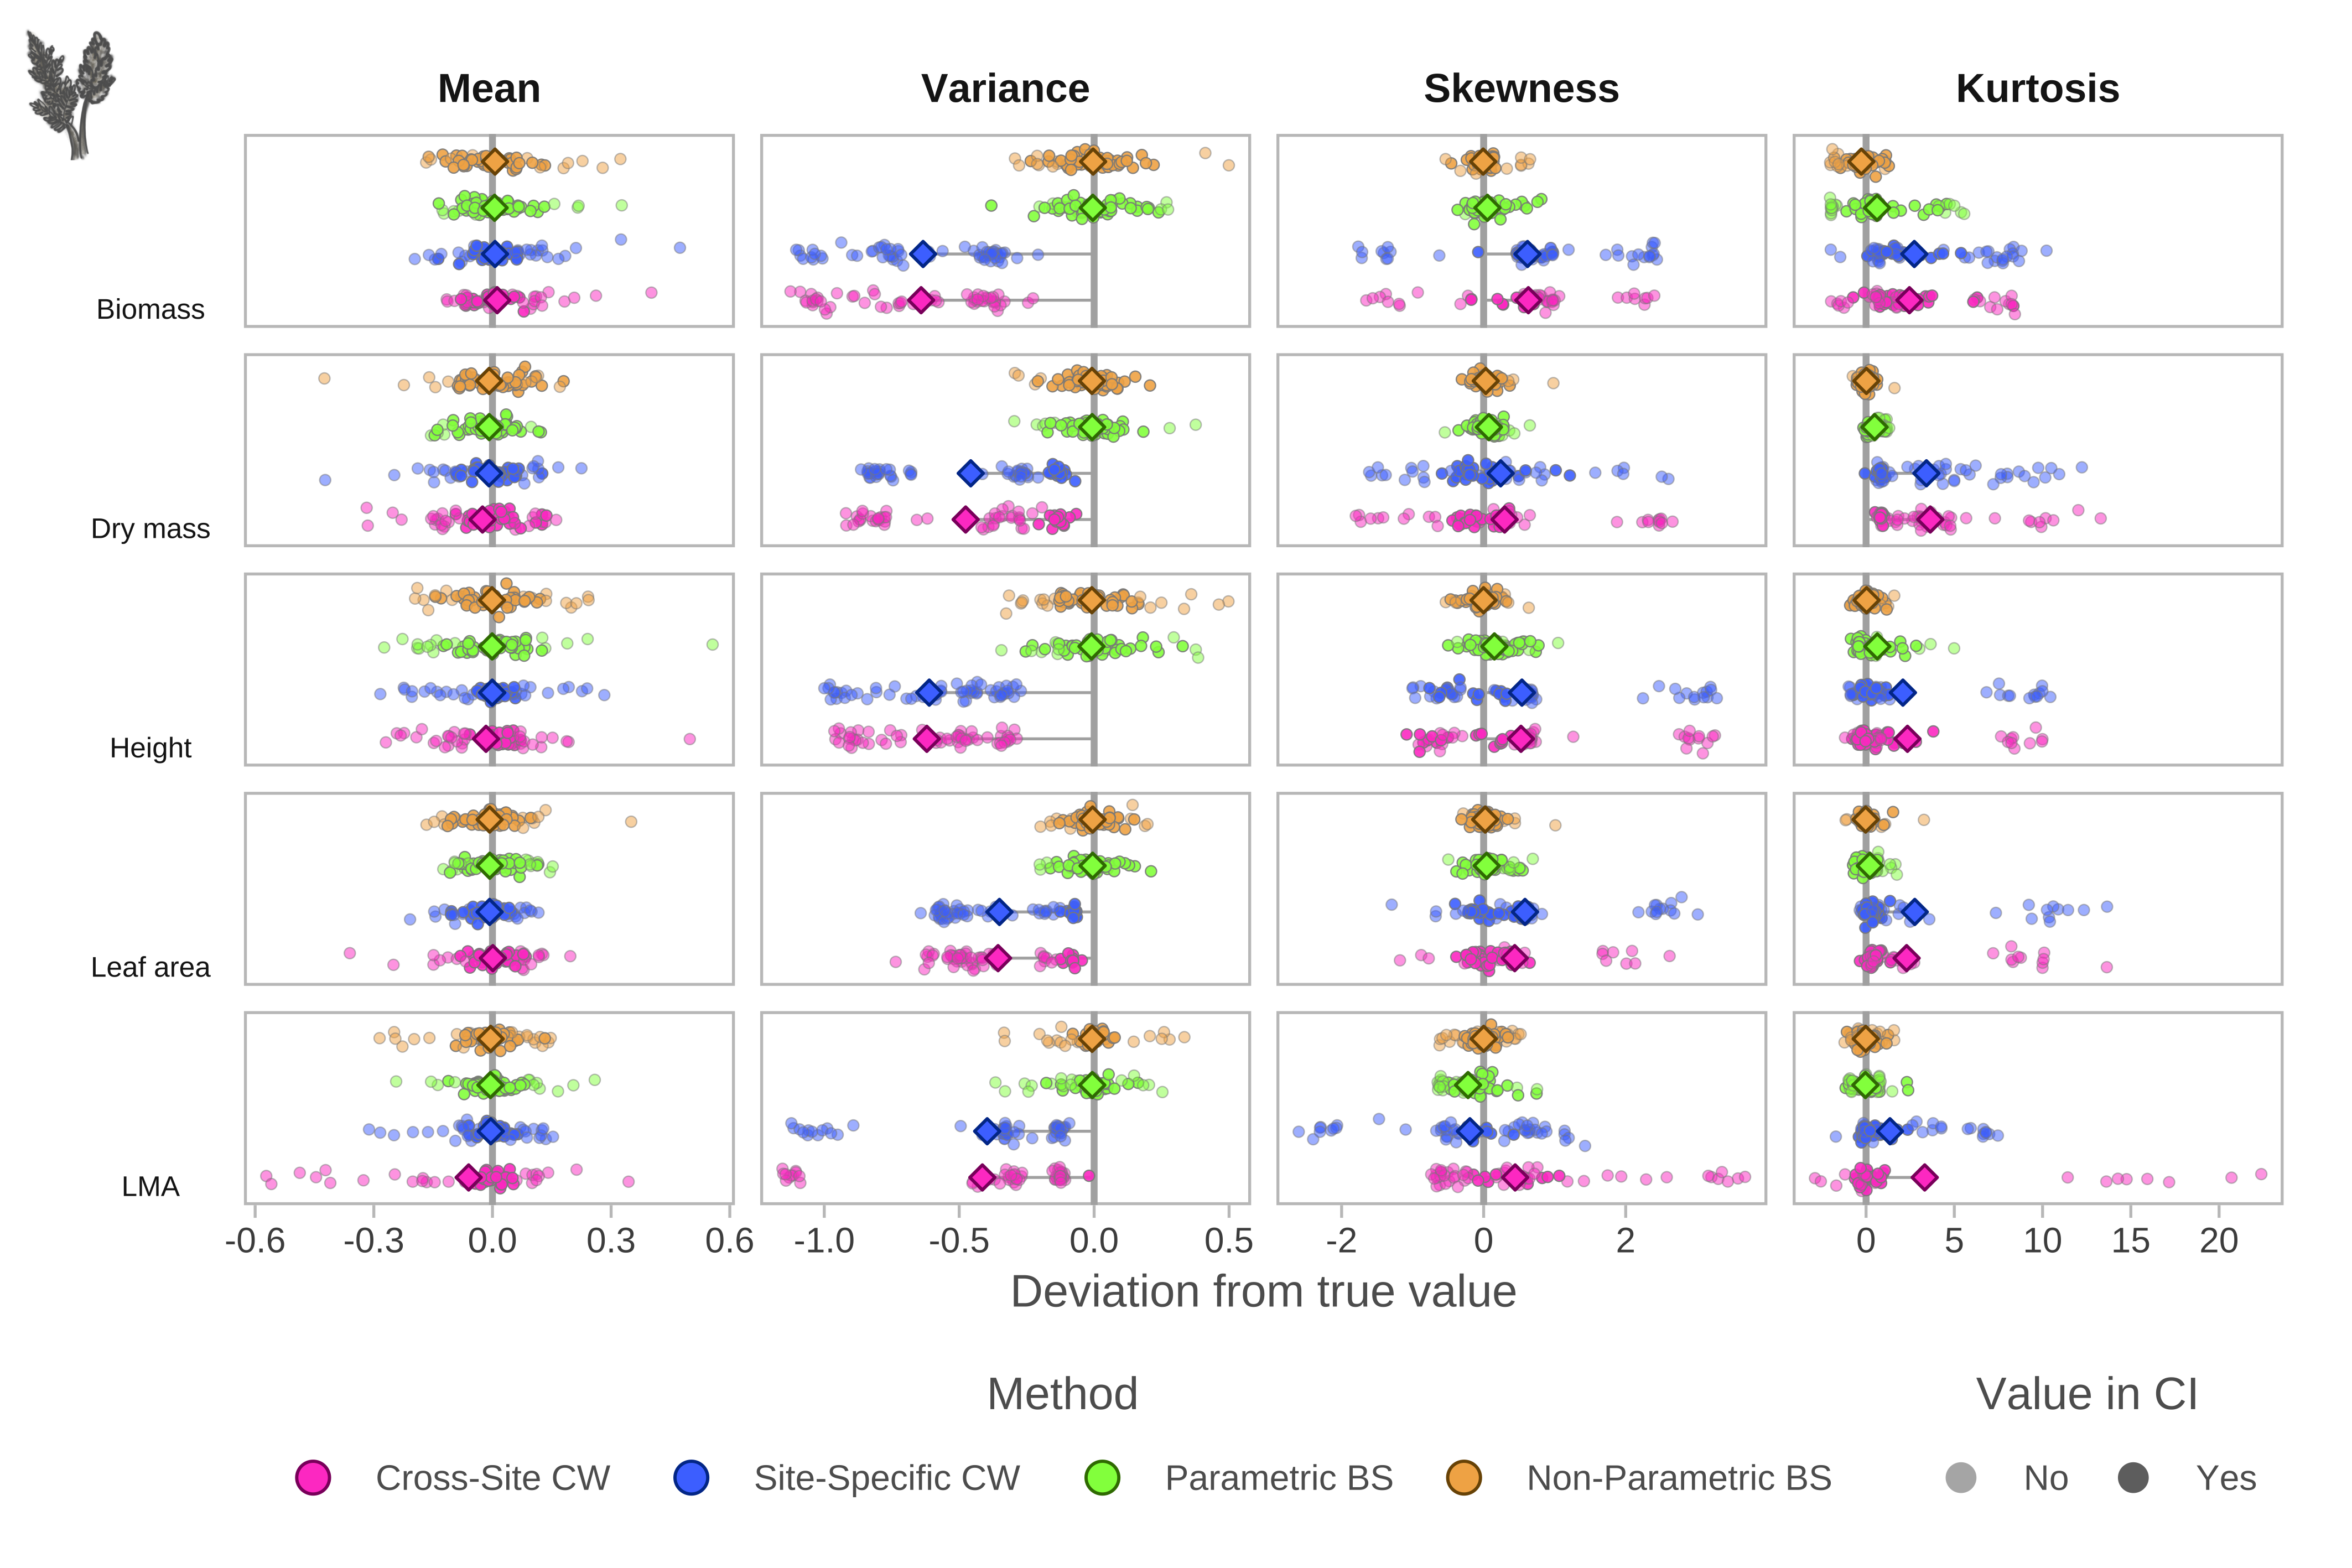 Mean Variance Skewness Kurtosis
Biomass
Dry mass
Height
Leaf area
LMA
-0.6 -0.3 0.0 0.3 0.6 -1.0 -0.5 0.0 0.5 -2 0 2 0 5 10 15 20
Deviation from true value
Method Value in CI
Cross-Site CW Site-Specific CW Parametric BS Non-Parametric BS No Yes